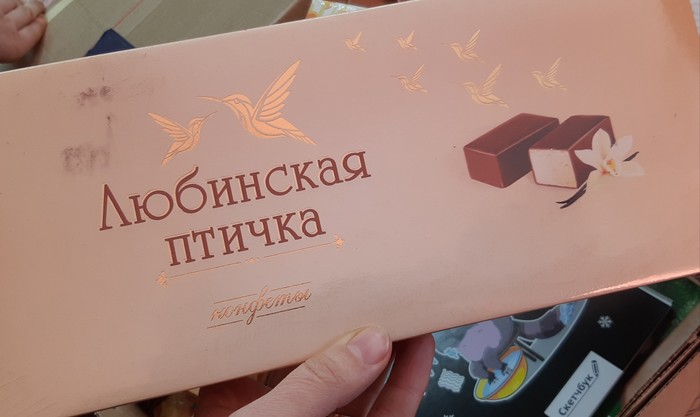 Любинская
птичка
конфеты
Скетчбук